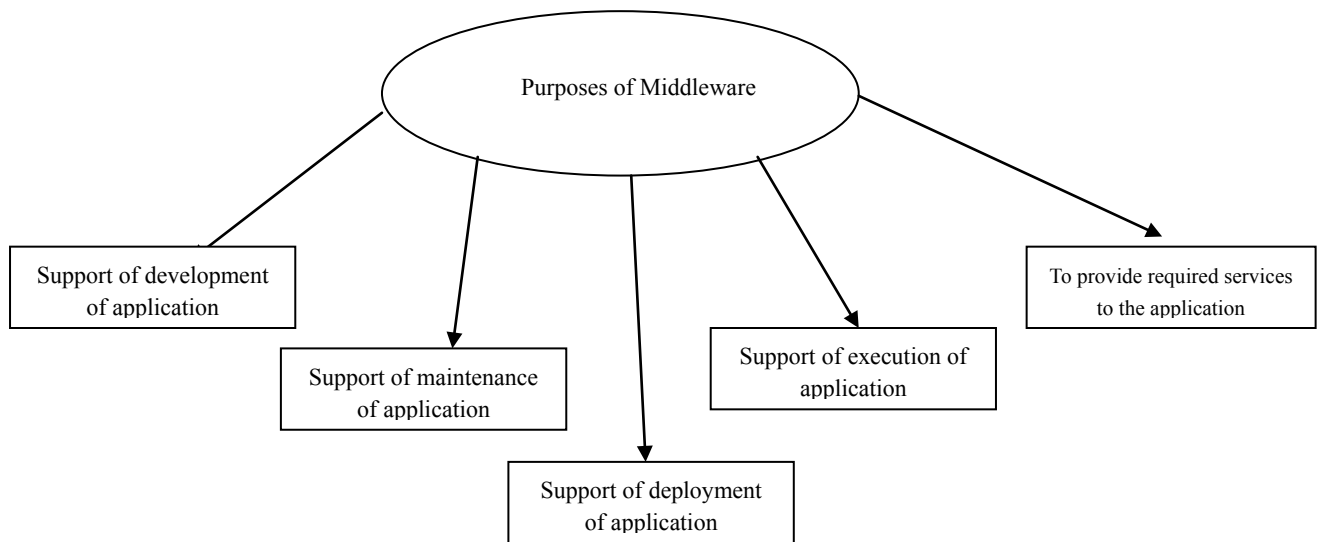 Purposes of Middleware
Support of development
of application
To provide required services
to the application
Support of maintenance
of application
Support of execution of
application
Support of deployment
of application